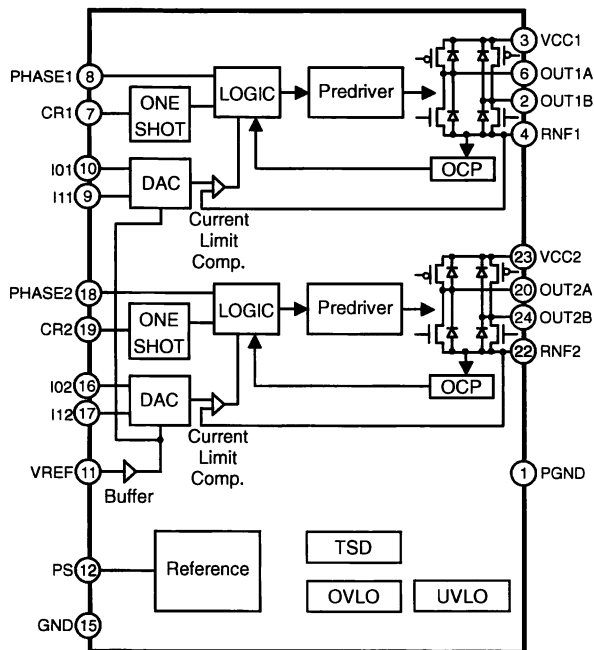 3 VCC1
PHASE1 8
6 OUT1A
LOGIC
Predriver
CR1 7
ONE
SHOT
2 OUT1B
4 RNF1
I01 10
OCP
DAC
I11 9
Current
Limit
Comp.
23 VCC2
PHASE2 18
20 OUT2A
LOGIC
Predriver
CR2 19
ONE
SHOT
24 OUT2B
22 RNF2
I02 16
OCP
DAC
I12 17
Current
Limit
Comp.
VREF 11
Buffer
1 PGND
TSD
PS 12
Reference
OVLO
UVLO
GND 15